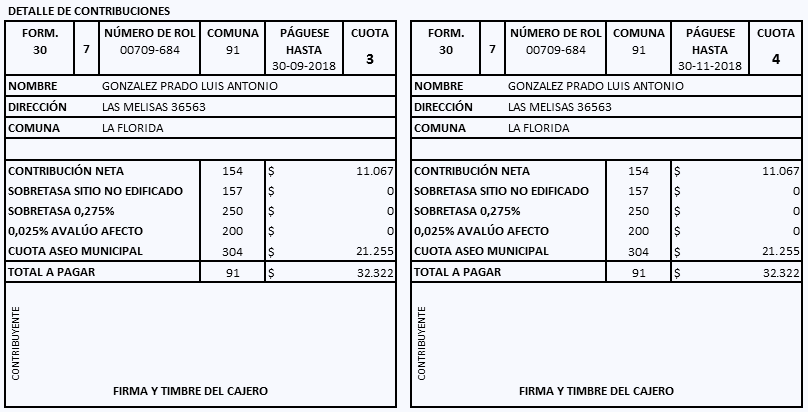 DETALLE DE CONTRIBUCIONES
FORM. 30 7 NÚMERO DE ROL 00709-684 COMUNA 91 PÁGUESE HASTA 30-09-2018 CUOTA 3
NOMBRE GONZALEZ PRADO LUIS ANTONIO
DIRECCIÓN LAS MELISAS 36563
COMUNA LA FLORIDA
CONTRIBUCIÓN NETA 154 $ 11.067
SOBRETASA SITIO NO EDIFICADO 157 $ 0
SOBRETASA 0,275% 250 $ 0
0,025% AVALÚO AFECTO 200 $ 0
CUOTA ASEO MUNICIPAL 304 $ 21.255
TOTAL A PAGAR 91 $ 32.322
CONTRIBUYENTE
FIRMA Y TIMBRE DEL CAJERO
FORM. 30 7 NÚMERO DE ROL 00709-684 COMUNA 91 PÁGUESE HASTA 30-11-2018 CUOTA 4
NOMBRE GONZALEZ PRADO LUIS ANTONIO
DIRECCIÓN LAS MELISAS 36563
COMUNA LA FLORIDA
CONTRIBUCIÓN NETA 154 $ 11.067
SOBRETASA SITIO NO EDIFICADO 157 $ 0
SOBRETASA 0,275% 250 $ 0
0,025% AVALÚO AFECTO 200 $ 0
CUOTA ASEO MUNICIPAL 304 $ 21.255
TOTAL A PAGAR 91 $ 32.322
CONTRIBUYENTE
FIRMA Y TIMBRE DEL CAJERO